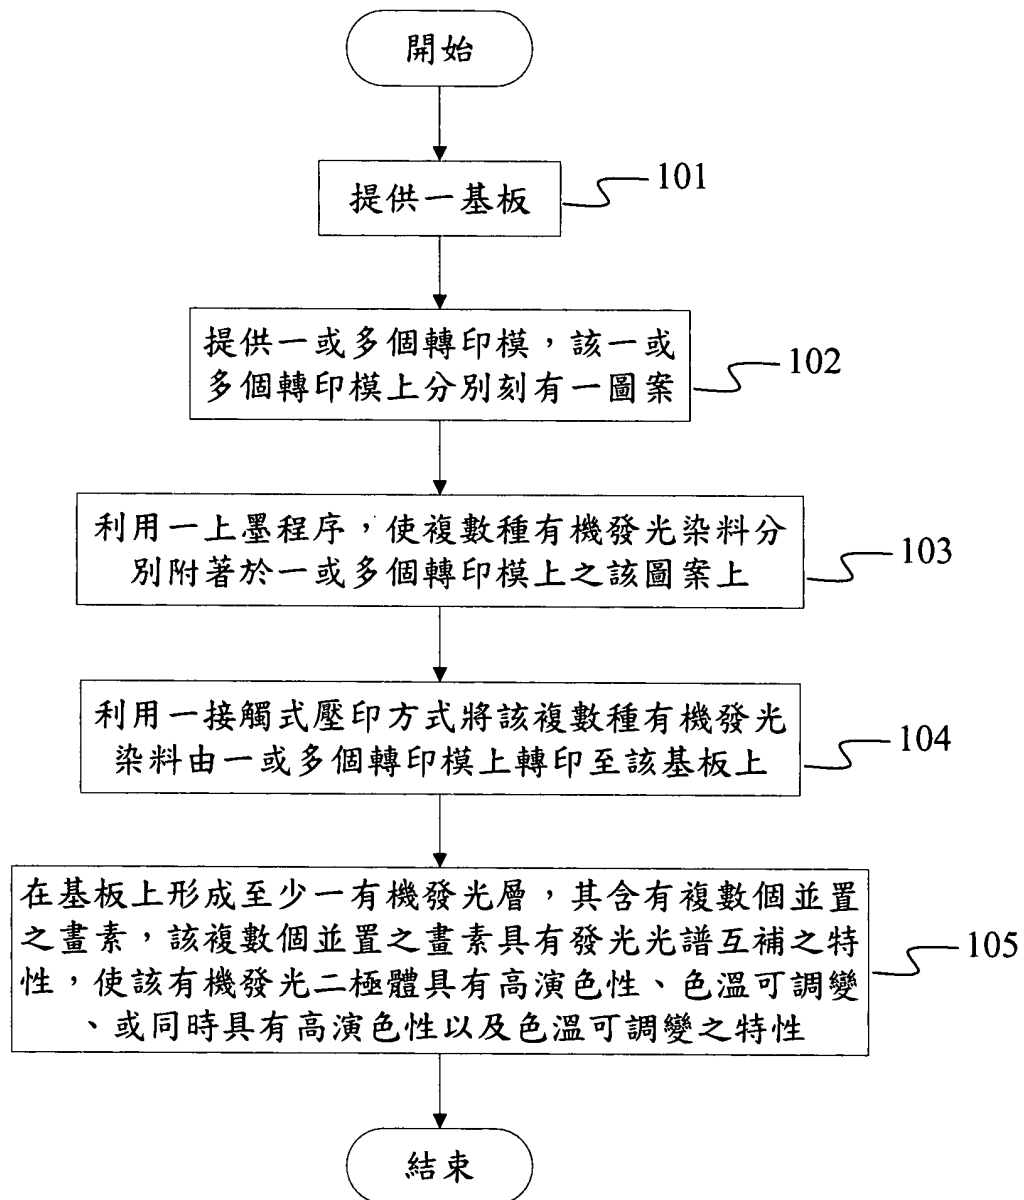 開始
提供一基板
101
提供一或多個轉印模，該一或
多個轉印模上分別刻有一圖案
102
利用一上墨程序，使複數種有機發光染料分
別附著於一或多個轉印模上之該圖案上
103
利用一接觸式壓印方式將該複數種有機發光
染料由一或多個轉印模上轉印至該基板上
104
在基板上形成至少一有機發光層，其含有複數個並置
之畫素，該複數個並置之畫素具有發光光譜互補之特
性，使該有機發光二極體具有高演色性、色溫可調變
、或同時具有高演色性以及色溫可調變之特性
105
結束